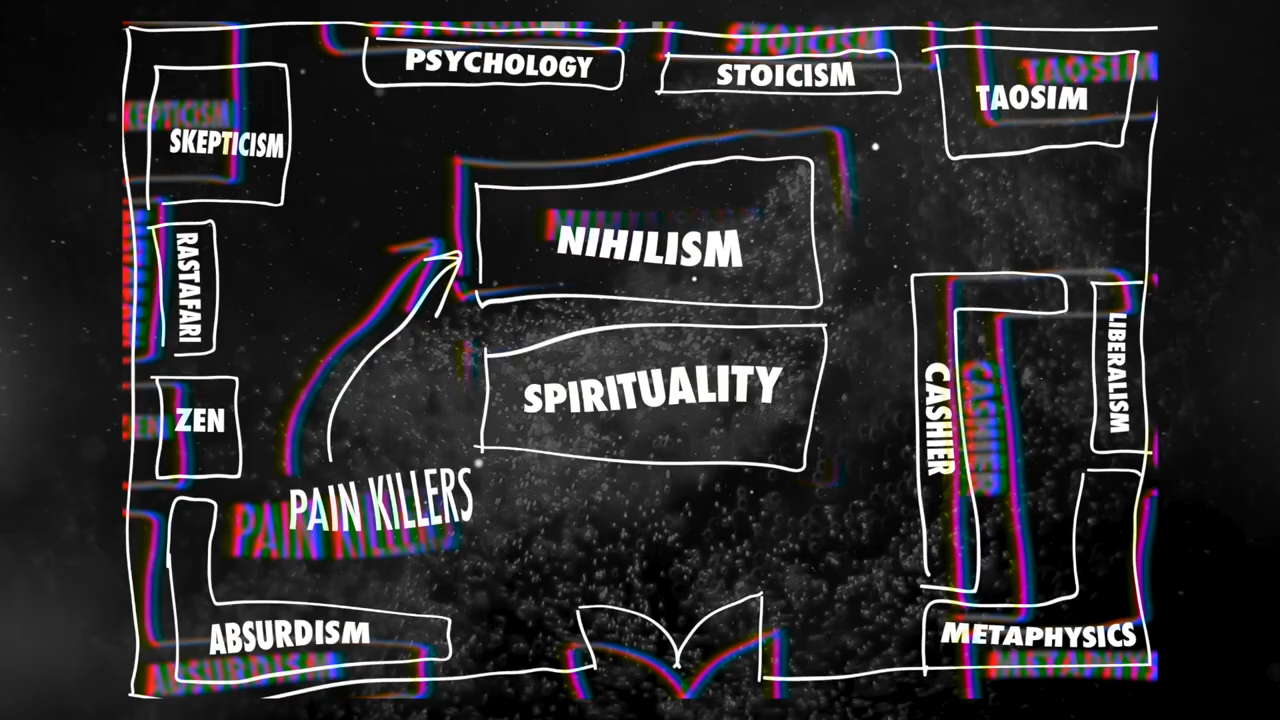 PSYCHOLOGY
STOICISM
TAOSIM
SKEPTICISM
NIHILISM
RASTAFARI
LIBERALISM
SPIRITUALITY
CASHIER
ZEN
PAIN KILLERS
ABSURDISM
METAPHYSICS